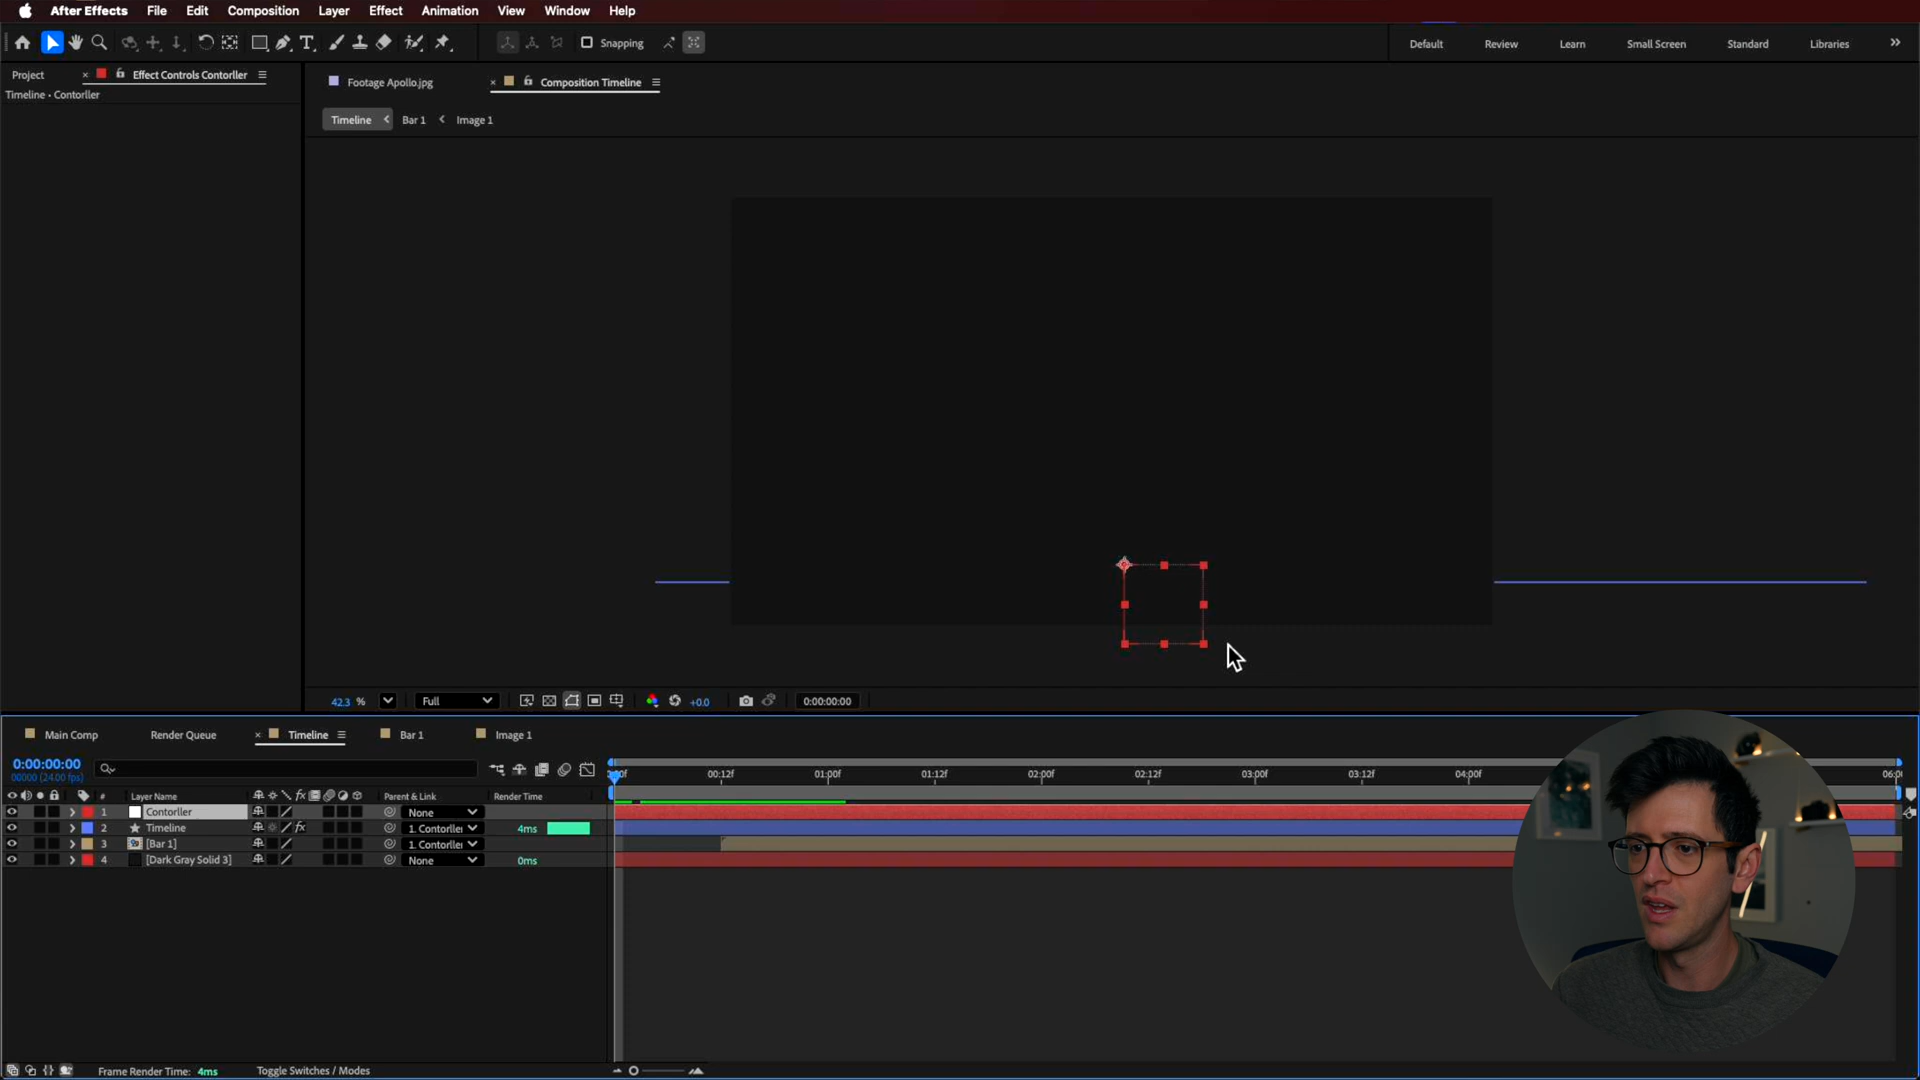 After Effects File Edit Composition Layer Effect Animation View Window Help
Snapping Default Review Learn Small Screen Standard Libraries
Project Effect Controls Contorller
Timeline • Contorller
Footage Apollo.jpg Composition Timeline
Timeline Bar 1 Image 1
42.3 % Full +0.0 0:00:00:00
Main Comp Render Queue Timeline Bar 1 Image 1
0:00:00:00
00000 (24.00 fps)
00:12f 01:00f 01:12f 02:00f 02:12f 03:00f 03:12f 04:00f
# Layer Name Parent & Link Render Time
1 Contorller None
2 Timeline 1. Contorller 4ms
3 [Bar 1] 1. Contorller
4 [Dark Gray Solid 3] None 0ms
Frame Render Time: 4ms Toggle Switches / Modes